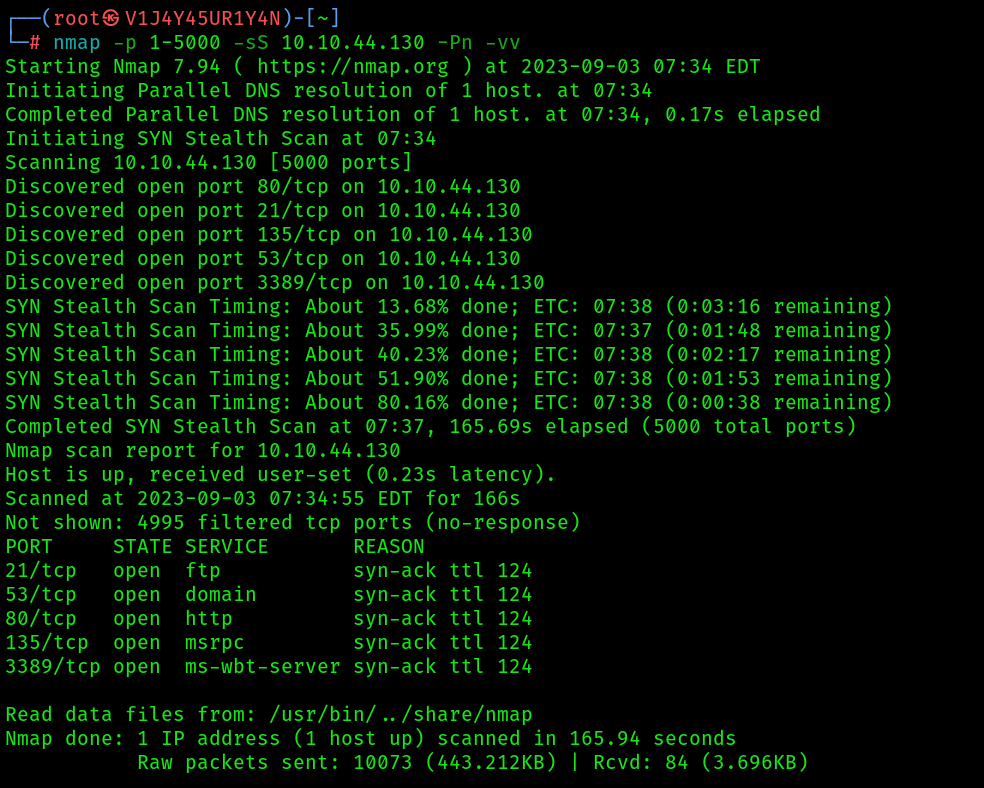 ┌──(root㉿V1J4Y45UR1Y4N)-[~]
└─# nmap -p 1-5000 -sS 10.10.44.130 -Pn -vv
Starting Nmap 7.94 ( https://nmap.org ) at 2023-09-03 07:34 EDT
Initiating Parallel DNS resolution of 1 host. at 07:34
Completed Parallel DNS resolution of 1 host. at 07:34, 0.17s elapsed
Initiating SYN Stealth Scan at 07:34
Scanning 10.10.44.130 [5000 ports]
Discovered open port 80/tcp on 10.10.44.130
Discovered open port 21/tcp on 10.10.44.130
Discovered open port 135/tcp on 10.10.44.130
Discovered open port 53/tcp on 10.10.44.130
Discovered open port 3389/tcp on 10.10.44.130
SYN Stealth Scan Timing: About 13.68% done; ETC: 07:38 (0:03:16 remaining)
SYN Stealth Scan Timing: About 35.99% done; ETC: 07:37 (0:01:48 remaining)
SYN Stealth Scan Timing: About 40.23% done; ETC: 07:38 (0:02:17 remaining)
SYN Stealth Scan Timing: About 51.90% done; ETC: 07:38 (0:01:53 remaining)
SYN Stealth Scan Timing: About 80.16% done; ETC: 07:38 (0:00:38 remaining)
Completed SYN Stealth Scan at 07:37, 165.69s elapsed (5000 total ports)
Nmap scan report for 10.10.44.130
Host is up, received user-set (0.23s latency).
Scanned at 2023-09-03 07:34:55 EDT for 166s
Not shown: 4995 filtered tcp ports (no-response)
PORT     STATE SERVICE       REASON
21/tcp   open  ftp           syn-ack ttl 124
53/tcp   open  domain        syn-ack ttl 124
80/tcp   open  http          syn-ack ttl 124
135/tcp  open  msrpc         syn-ack ttl 124
3389/tcp open  ms-wbt-server syn-ack ttl 124
Read data files from: /usr/bin/../share/nmap
Nmap done: 1 IP address (1 host up) scanned in 165.94 seconds
           Raw packets sent: 10073 (443.212KB) | Rcvd: 84 (3.696KB)